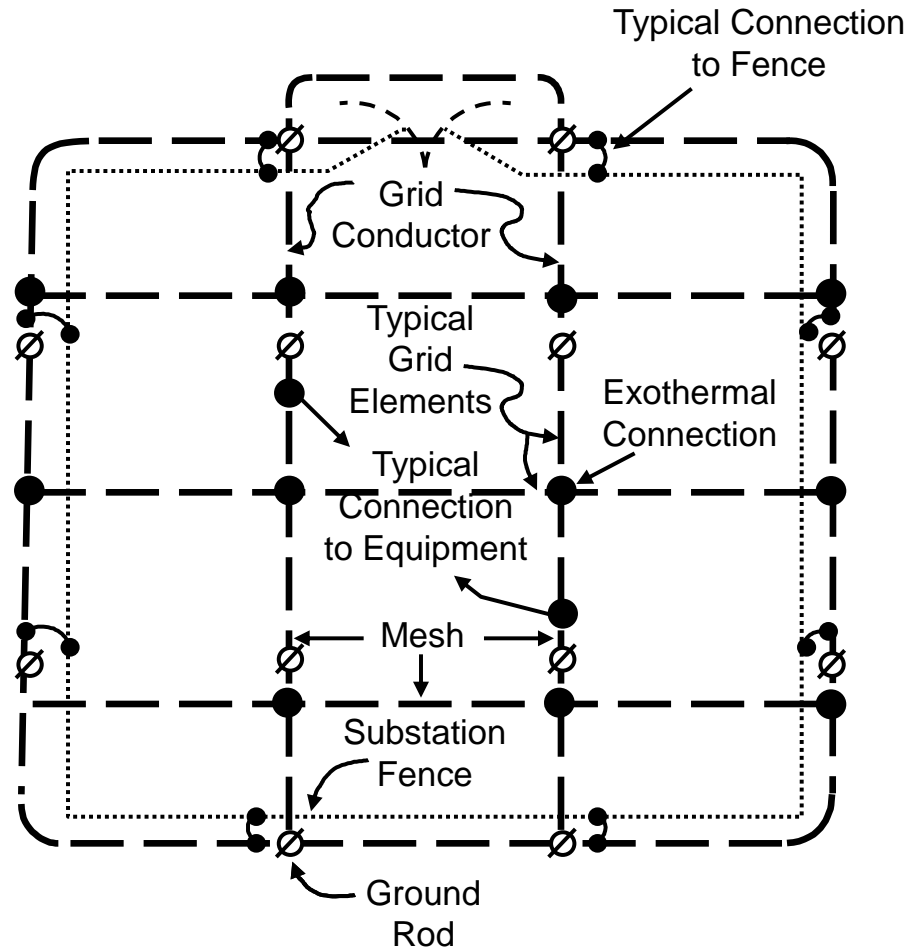 Typical Connection
to Fence
Grid
Conductor
Typical
Grid
Elements
Exothermal
Connection
Typical
Connection
to Equipment
Mesh
Substation
Fence
Ground
Rod